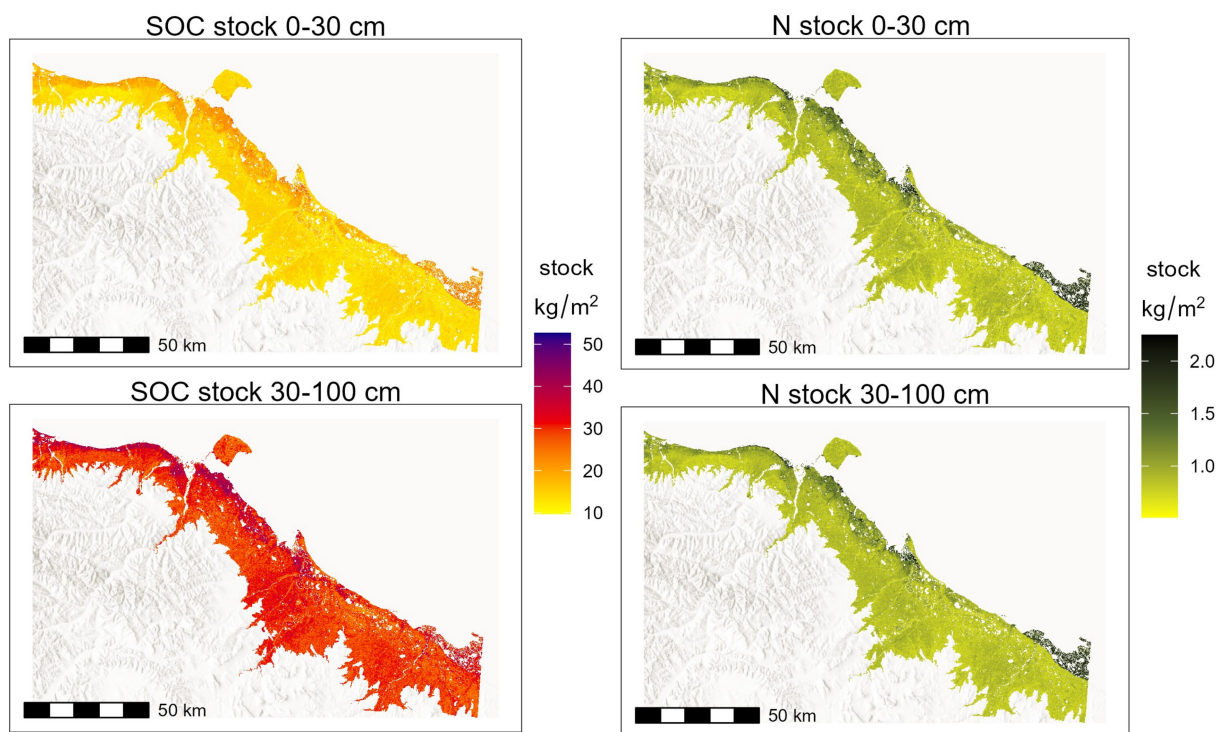 SOC stock 0-30 cm
N stock 0-30 cm
50 km
50 km
stock
kg/m²
50
40
30
20
10
stock
kg/m²
2.0
1.5
1.0
SOC stock 30-100 cm
N stock 30-100 cm
50 km
50 km